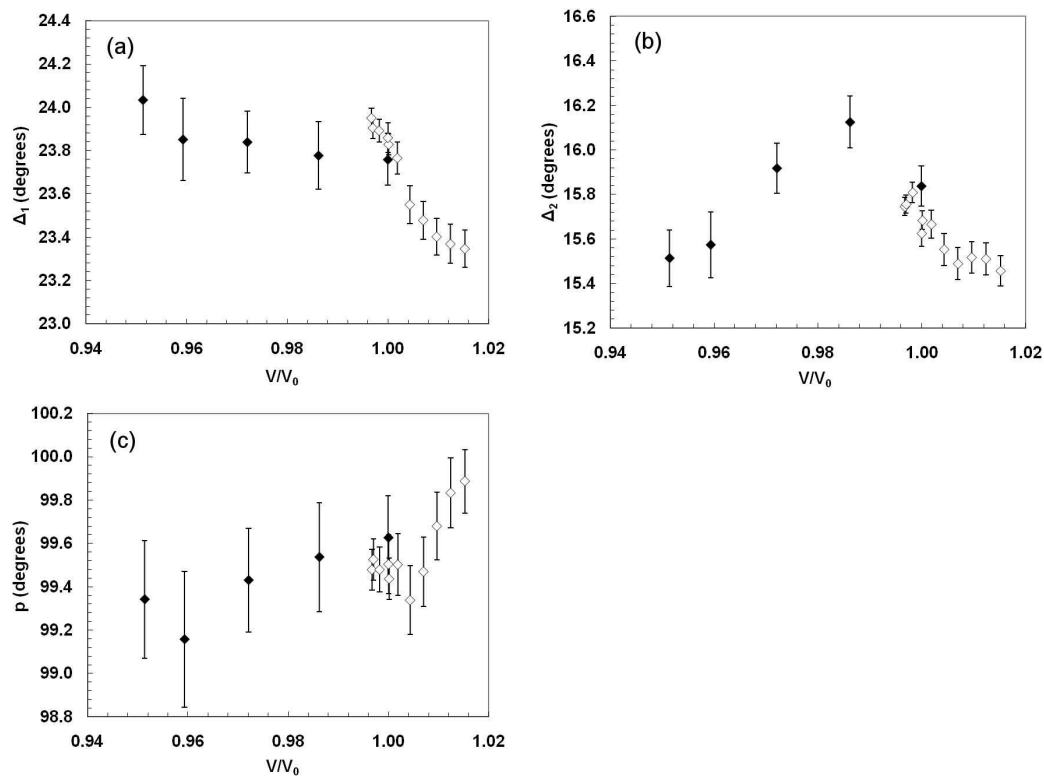 (a)
Δ₁ (degrees)
24.4
24.2
24.0
23.8
23.6
23.4
23.2
23.0
0.94 0.96 0.98 1.00 1.02
V/V₀
(b)
Δ₂ (degrees)
16.6
16.4
16.2
16.0
15.8
15.6
15.4
15.2
0.94 0.96 0.98 1.00 1.02
V/V₀
(c)
p (degrees)
100.2
100.0
99.8
99.6
99.4
99.2
99.0
98.8
0.94 0.96 0.98 1.00 1.02
V/V₀